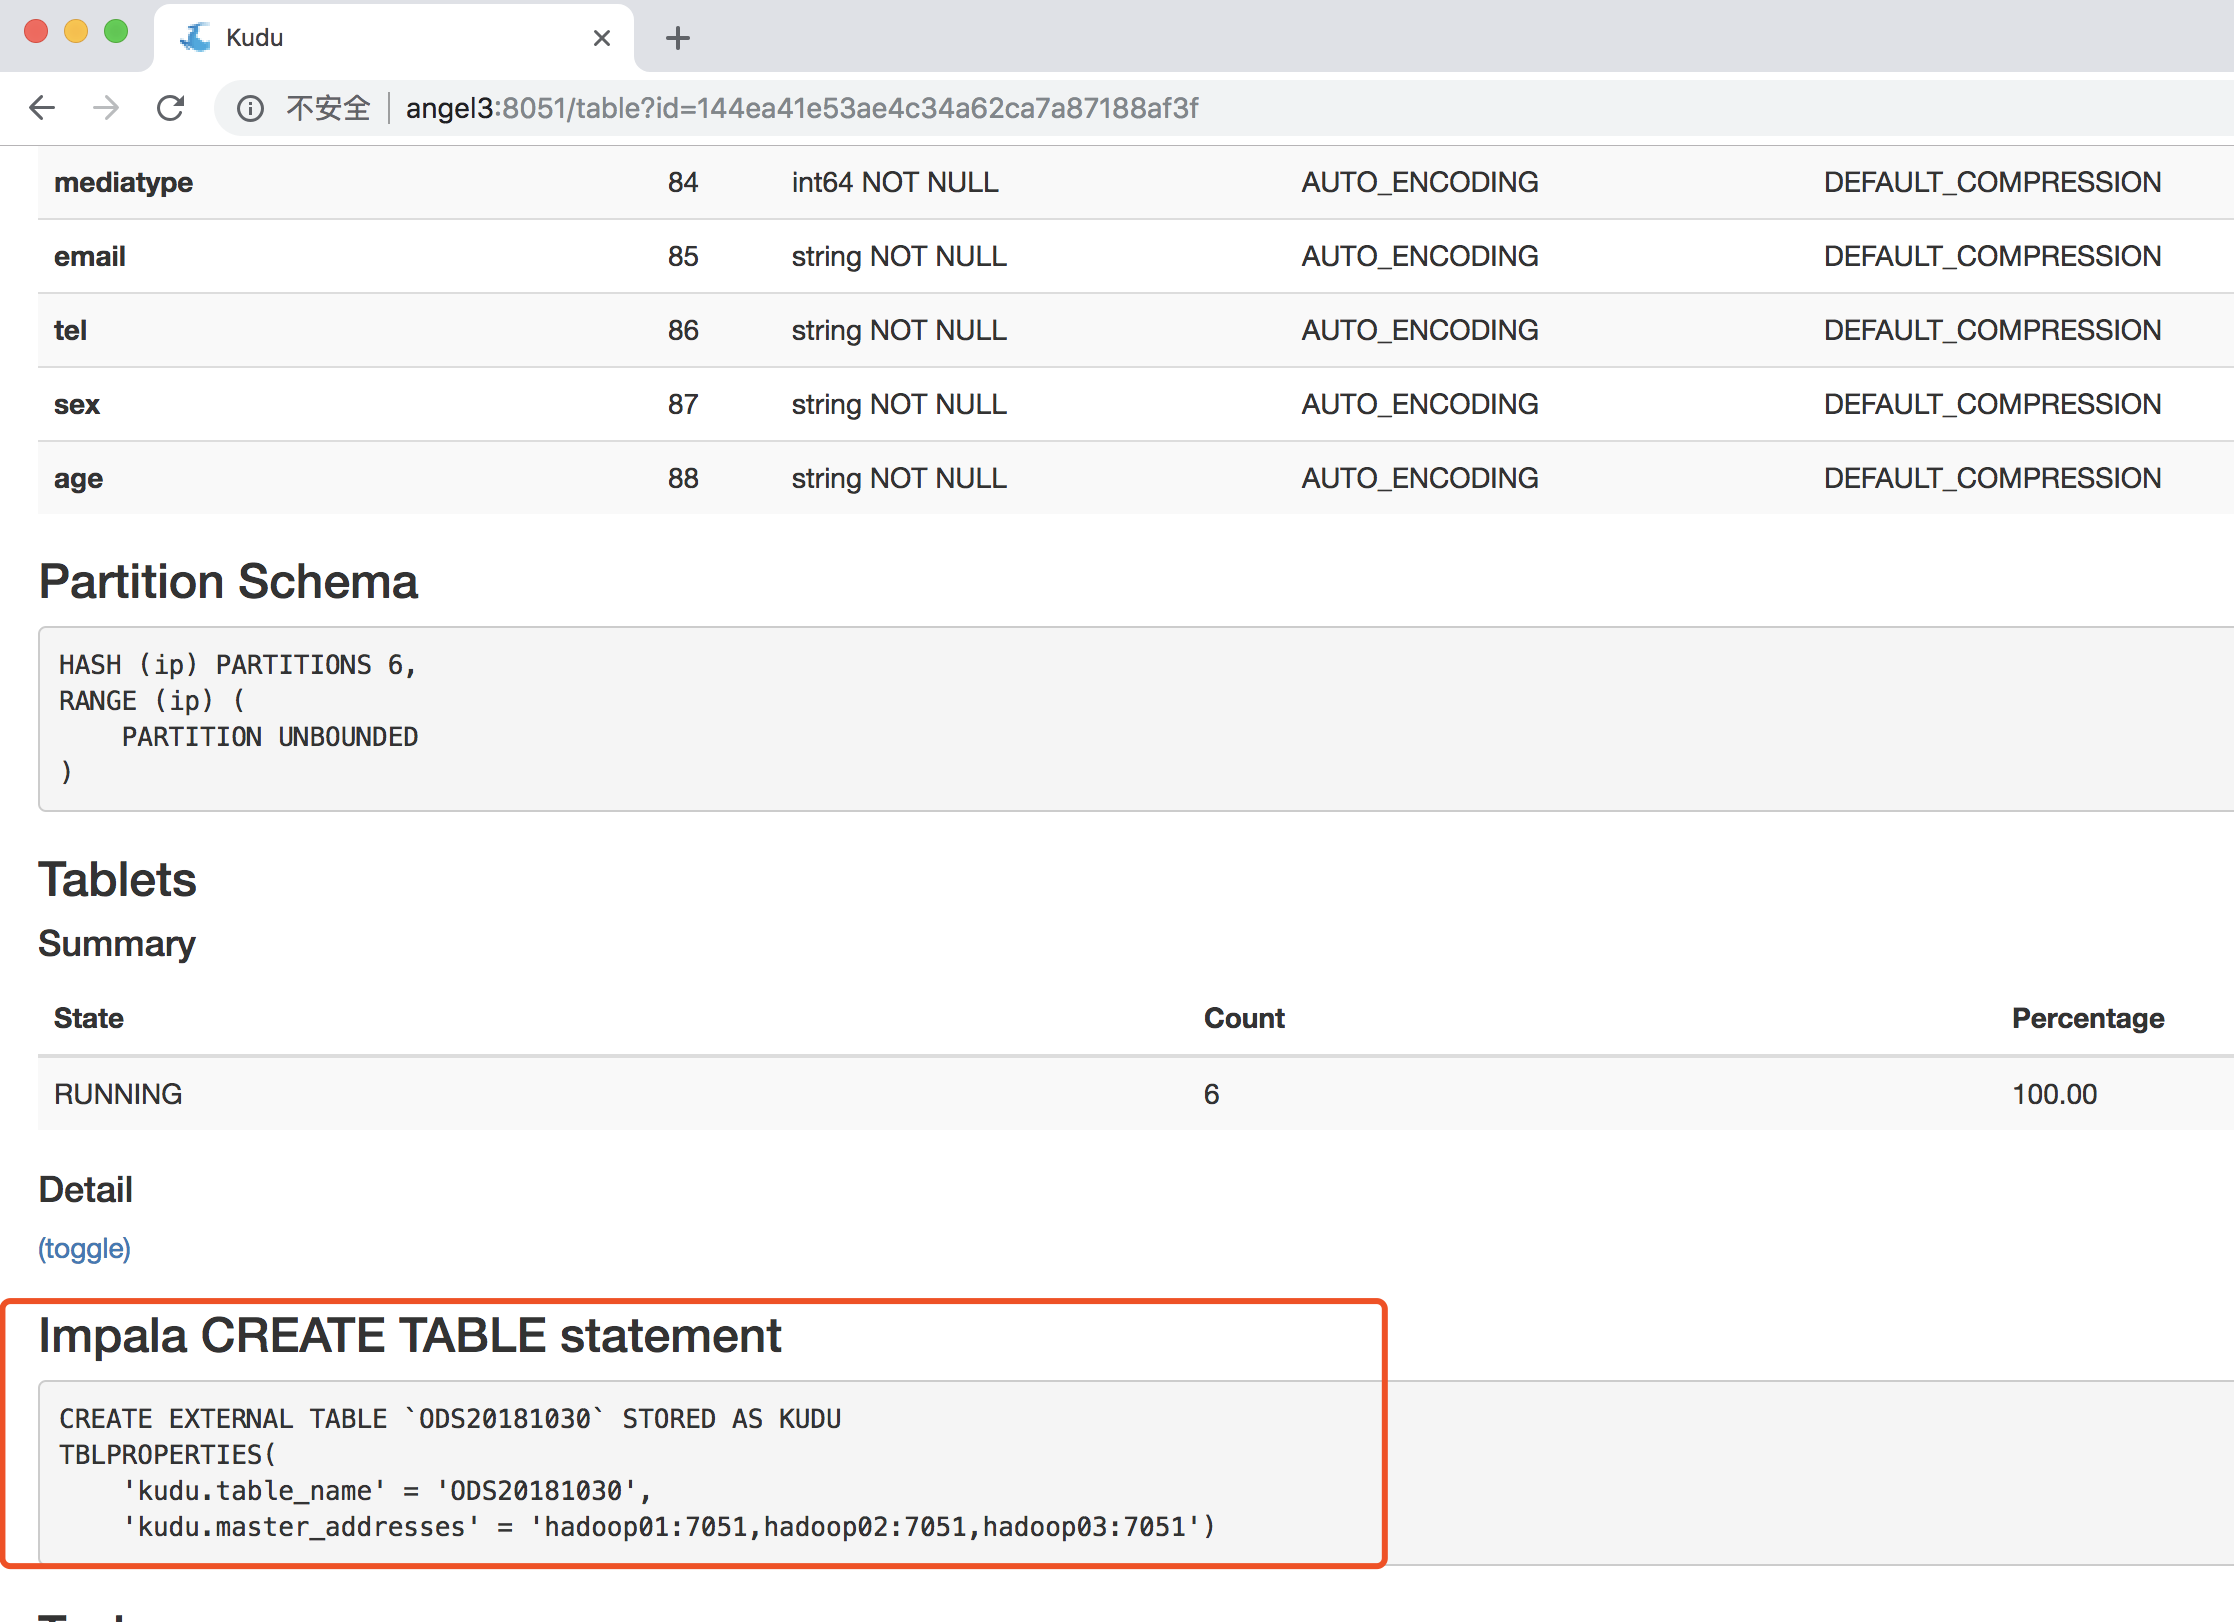 Kudu
不安全 angel3:8051/table?id=144ea41e53ae4c34a62ca7a87188af3f
mediatype 84 int64 NOT NULL AUTO_ENCODING DEFAULT_COMPRESSION
email 85 string NOT NULL AUTO_ENCODING DEFAULT_COMPRESSION
tel 86 string NOT NULL AUTO_ENCODING DEFAULT_COMPRESSION
sex 87 string NOT NULL AUTO_ENCODING DEFAULT_COMPRESSION
age 88 string NOT NULL AUTO_ENCODING DEFAULT_COMPRESSION
Partition Schema
HASH (ip) PARTITIONS 6,
RANGE (ip) (
    PARTITION UNBOUNDED
)
Tablets
Summary
State Count Percentage
RUNNING 6 100.00
Detail
(toggle)
Impala CREATE TABLE statement
CREATE EXTERNAL TABLE `ODS20181030` STORED AS KUDU
TBLPROPERTIES(
    'kudu.table_name' = 'ODS20181030',
    'kudu.master_addresses' = 'hadoop01:7051,hadoop02:7051,hadoop03:7051')